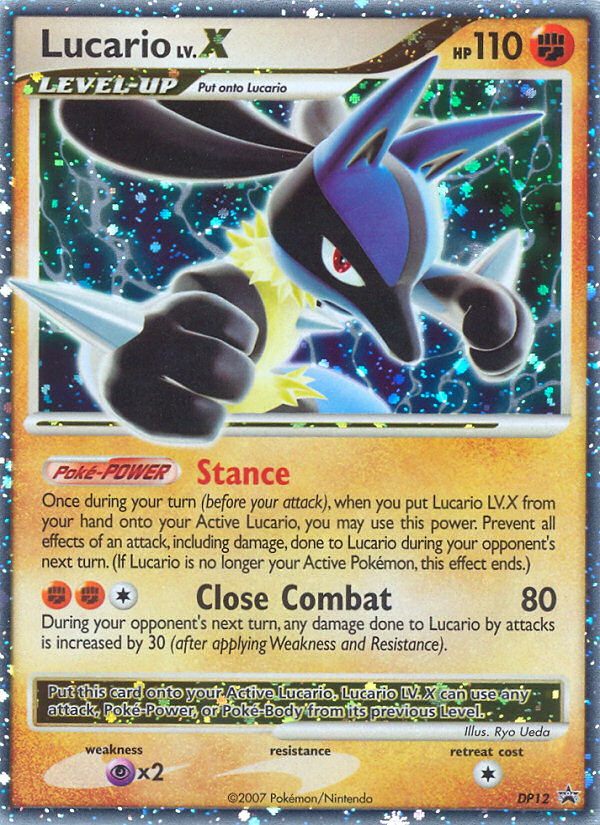 Lucario LV.X HP 110
LEVEL-UP Put onto Lucario
Poké-POWER Stance
Once during your turn (before your attack), when you put Lucario LV.X from
your hand onto your Active Lucario, you may use this power. Prevent all
effects of an attack, including damage, done to Lucario during your opponent's
next turn. (If Lucario is no longer your Active Pokémon, this effect ends.)
Close Combat 80
During your opponent's next turn, any damage done to Lucario by attacks
is increased by 30 (after applying Weakness and Resistance).
Put this card onto your Active Lucario. Lucario LV. X can use any
attack, Poké-Power, or Poké-Body from its previous Level.
Illus. Ryo Ueda
weakness resistance retreat cost
x2
©2007 Pokémon/Nintendo DP12